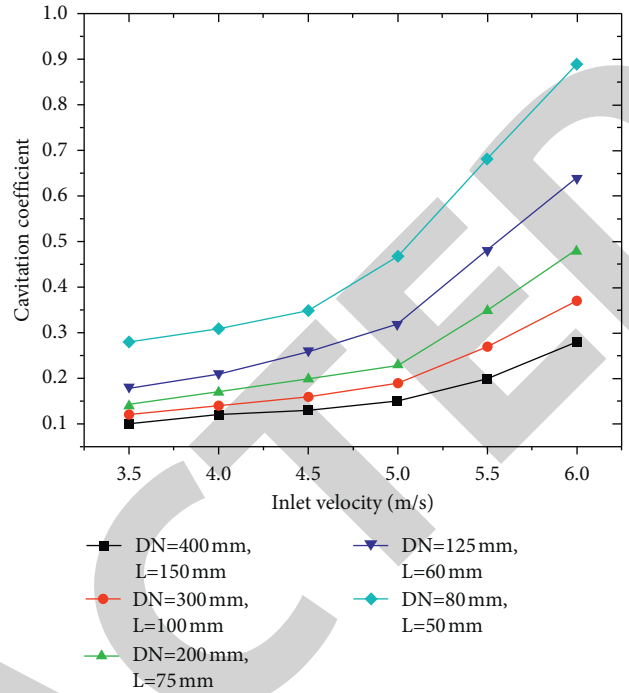 1.0
0.9
0.8
0.7
0.6
0.5
0.4
0.3
0.2
0.1
Cavitation coefficient
3.5 4.0 4.5 5.0 5.5 6.0
Inlet velocity (m/s)
DN=400 mm,
L=150 mm
DN=300 mm,
L=100 mm
DN=200 mm,
L=75 mm
DN=125 mm,
L=60 mm
DN=80 mm,
L=50 mm